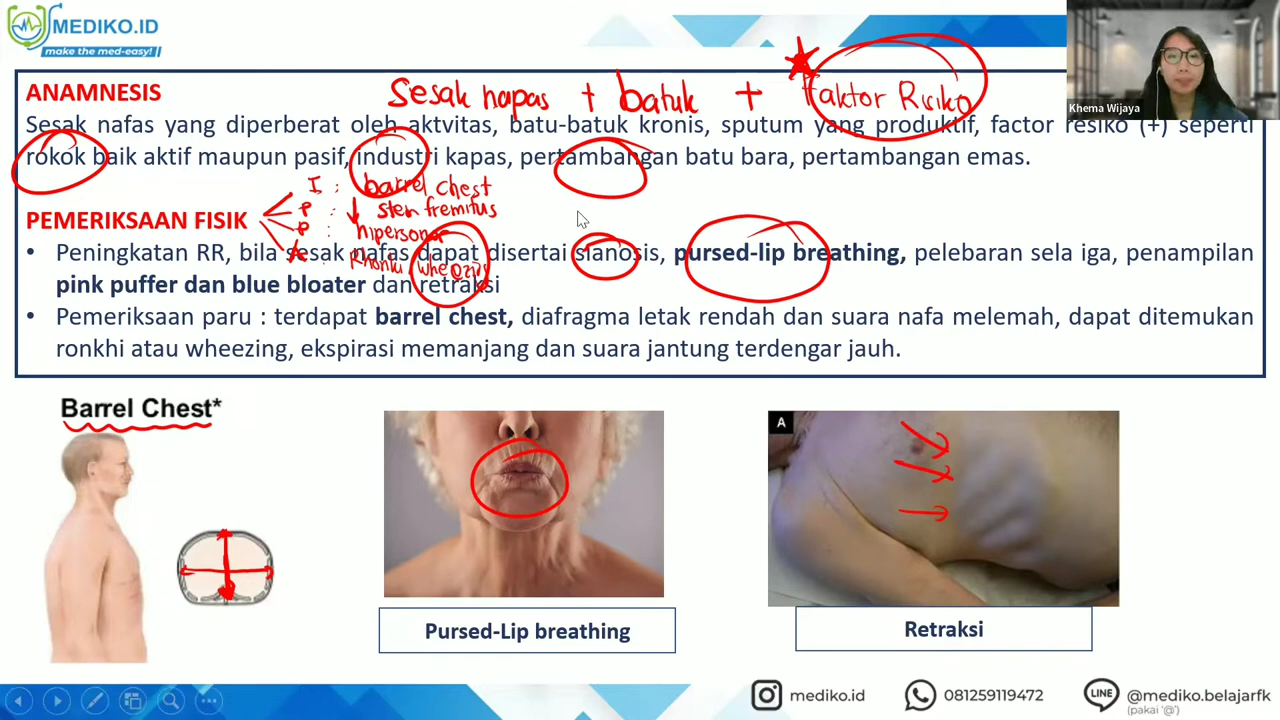 MEDIKO.ID
make the med-easy!
Khema Wijaya
ANAMNESIS
Sesak napas + batuk + Faktor Risiko
Sesak nafas yang diperberat oleh aktvitas, batu-batuk kronis, sputum yang produktif, factor resiko (+) seperti
rokok baik aktif maupun pasif, industri kapas, pertambangan batu bara, pertambangan emas.
I : barrel chest
P : ↓ stem fremitus
PEMERIKSAAN FISIK
P : hipersonor
A : Rhonki, wheezing
• Peningkatan RR, bila sesak nafas dapat disertai sianosis, pursed-lip breathing, pelebaran sela iga, penampilan
pink puffer dan blue bloater dan retraksi
• Pemeriksaan paru : terdapat barrel chest, diafragma letak rendah dan suara nafa melemah, dapat ditemukan
ronkhi atau wheezing, ekspirasi memanjang dan suara jantung terdengar jauh.
Barrel Chest*
A
Pursed-Lip breathing
Retraksi
mediko.id
081259119472
LINE
@mediko.belajarfk
(pakai '@')